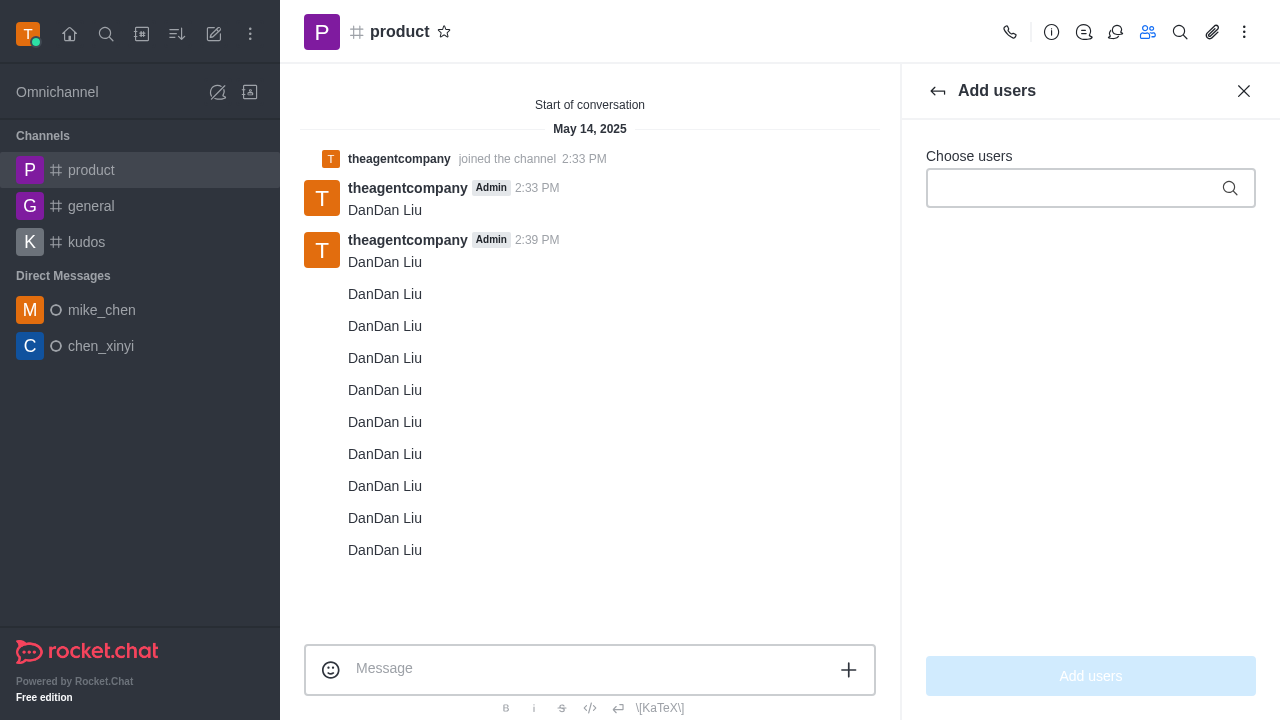 T
Omnichannel
Channels
P product
G general
K kudos
Direct Messages
M mike_chen
C chen_xinyi
rocket.chat
Powered by Rocket.Chat
Free edition
P product
Start of conversation
May 14, 2025
T theagentcompany joined the channel 2:33 PM
T theagentcompany Admin 2:33 PM
DanDan Liu
T theagentcompany Admin 2:39 PM
DanDan Liu
DanDan Liu
DanDan Liu
DanDan Liu
DanDan Liu
DanDan Liu
DanDan Liu
DanDan Liu
DanDan Liu
DanDan Liu
Message
B i S \[KaTeX\]
Add users
Choose users
Add users